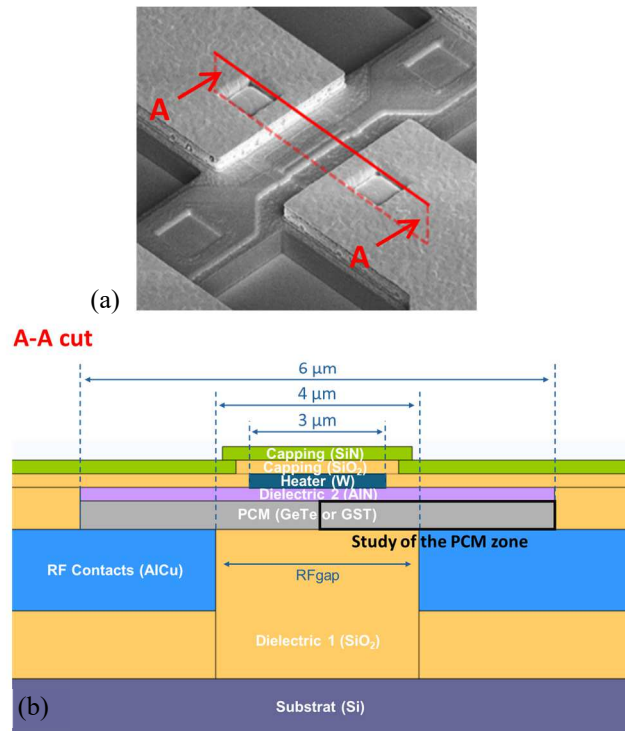 A
A
(a)
A-A cut
6 µm
4 µm
3 µm
Capping (SiN)
Capping (SiO₂)
Heater (W)
Dielectric 2 (AlN)
PCM (GeTe or GST)
Study of the PCM zone
RF Contacts (AlCu)
RFgap
Dielectric 1 (SiO₂)
(b)
Substrat (Si)